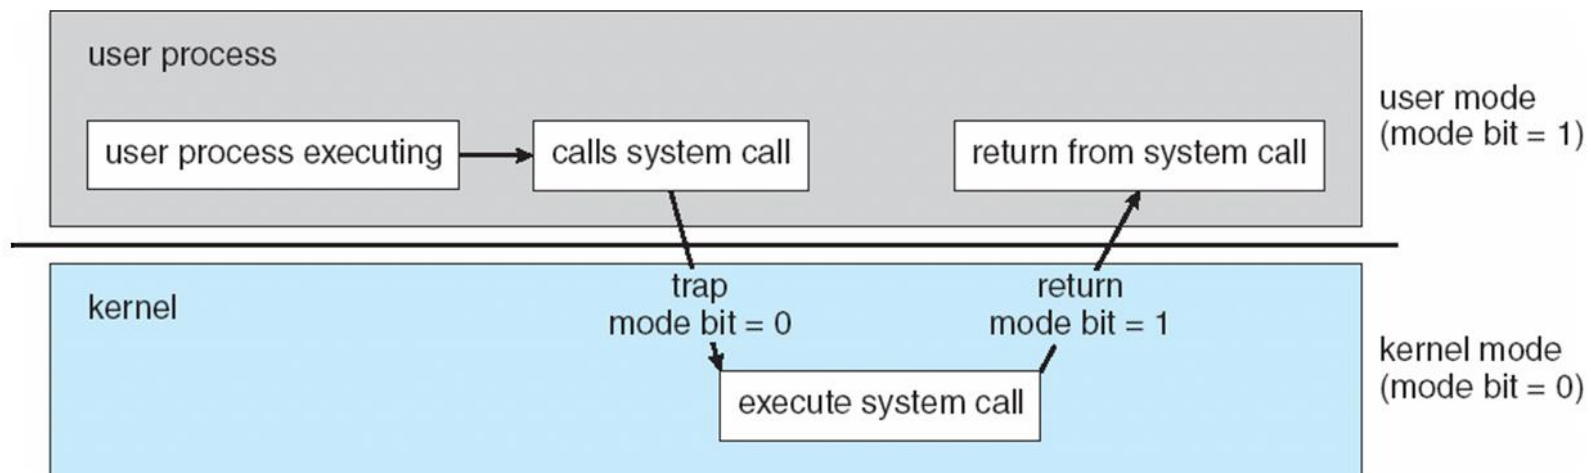 user process
user process executing
calls system call
return from system call
user mode
(mode bit = 1)
kernel
trap
mode bit = 0
return
mode bit = 1
execute system call
kernel mode
(mode bit = 0)